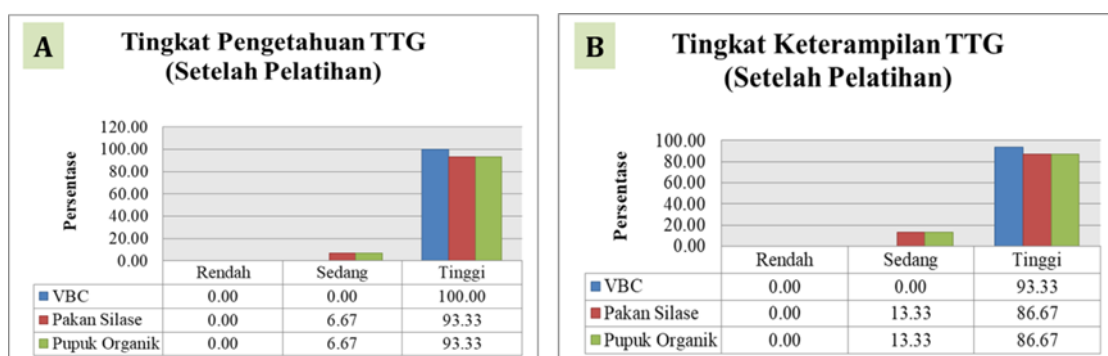 A
Tingkat Pengetahuan TTG
(Setelah Pelatihan)
Persentase
120.00
100.00
80.00
60.00
40.00
20.00
0.00
Rendah Sedang Tinggi
VBC 0.00 0.00 100.00
Pakan Silase 0.00 6.67 93.33
Pupuk Organik 0.00 6.67 93.33
B
Tingkat Keterampilan TTG
(Setelah Pelatihan)
Persentase
100.00
80.00
60.00
40.00
20.00
0.00
Rendah Sedang Tinggi
VBC 0.00 0.00 93.33
Pakan Silase 0.00 13.33 86.67
Pupuk Organik 0.00 13.33 86.67